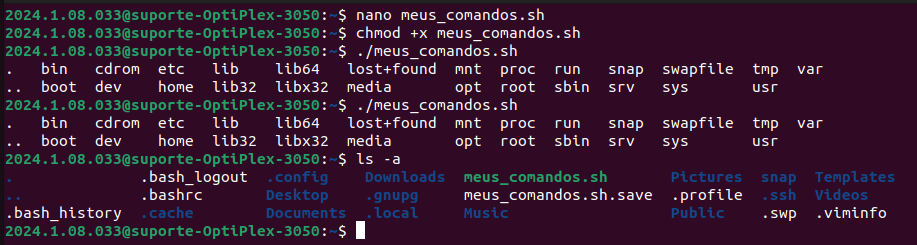 2024.1.08.033@suporte-OptiPlex-3050:~$ nano meus_comandos.sh
2024.1.08.033@suporte-OptiPlex-3050:~$ chmod +x meus_comandos.sh
2024.1.08.033@suporte-OptiPlex-3050:~$ ./meus_comandos.sh
.   bin   cdrom  etc   lib    lib64   lost+found  mnt  proc  run   snap  swapfile  tmp  var
..  boot  dev    home  lib32  libx32  media       opt  root  sbin  srv   sys       usr
2024.1.08.033@suporte-OptiPlex-3050:~$ ./meus_comandos.sh
.   bin   cdrom  etc   lib    lib64   lost+found  mnt  proc  run   snap  swapfile  tmp  var
..  boot  dev    home  lib32  libx32  media       opt  root  sbin  srv   sys       usr
2024.1.08.033@suporte-OptiPlex-3050:~$ ls -a
.              .bash_logout  .config    Downloads  meus_comandos.sh       Pictures  snap  Templates
..             .bashrc       Desktop    .gnupg     meus_comandos.sh.save  .profile  .ssh  Videos
.bash_history  .cache        Documents  .local     Music                  Public    .swp  .viminfo
2024.1.08.033@suporte-OptiPlex-3050:~$